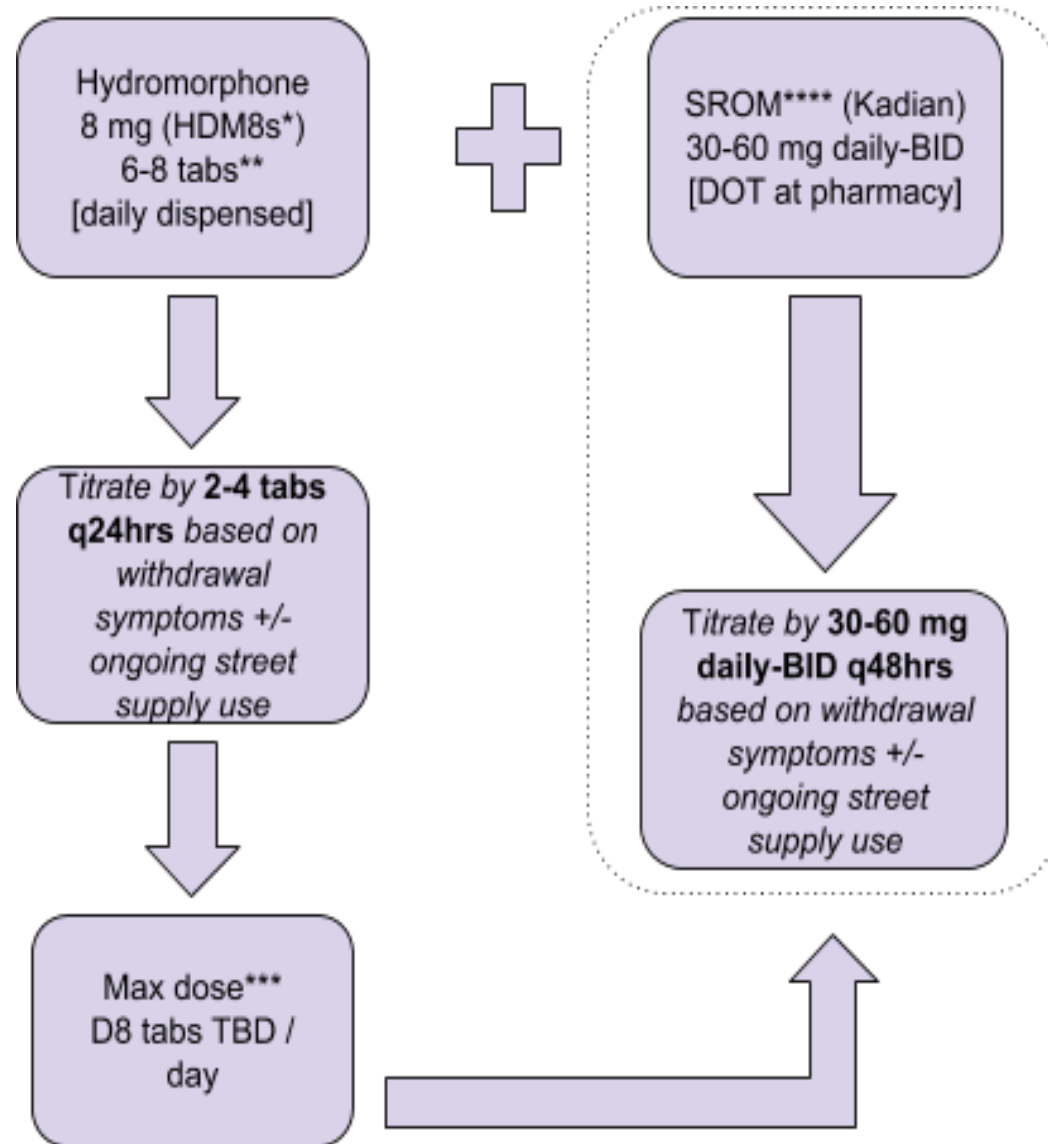 Hydromorphone
8 mg (HDM8s*)
6-8 tabs**
[daily dispensed]
SROM**** (Kadian)
30-60 mg daily-BID
[DOT at pharmacy]
Titrate by 2-4 tabs
q24hrs based on
withdrawal
symptoms +/-
ongoing street
supply use
Titrate by 30-60 mg
daily-BID q48hrs
based on withdrawal
symptoms +/-
ongoing street
supply use
Max dose***
D8 tabs TBD /
day